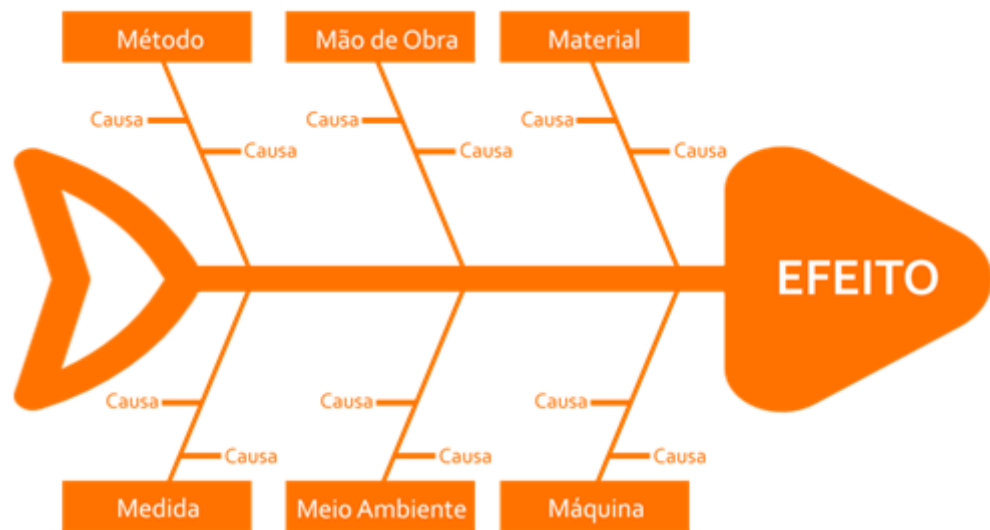 Método
Mão de Obra
Material
Causa
Causa
Causa
Causa
Causa
Causa
EFEITO
Causa
Causa
Causa
Causa
Causa
Causa
Medida
Meio Ambiente
Máquina